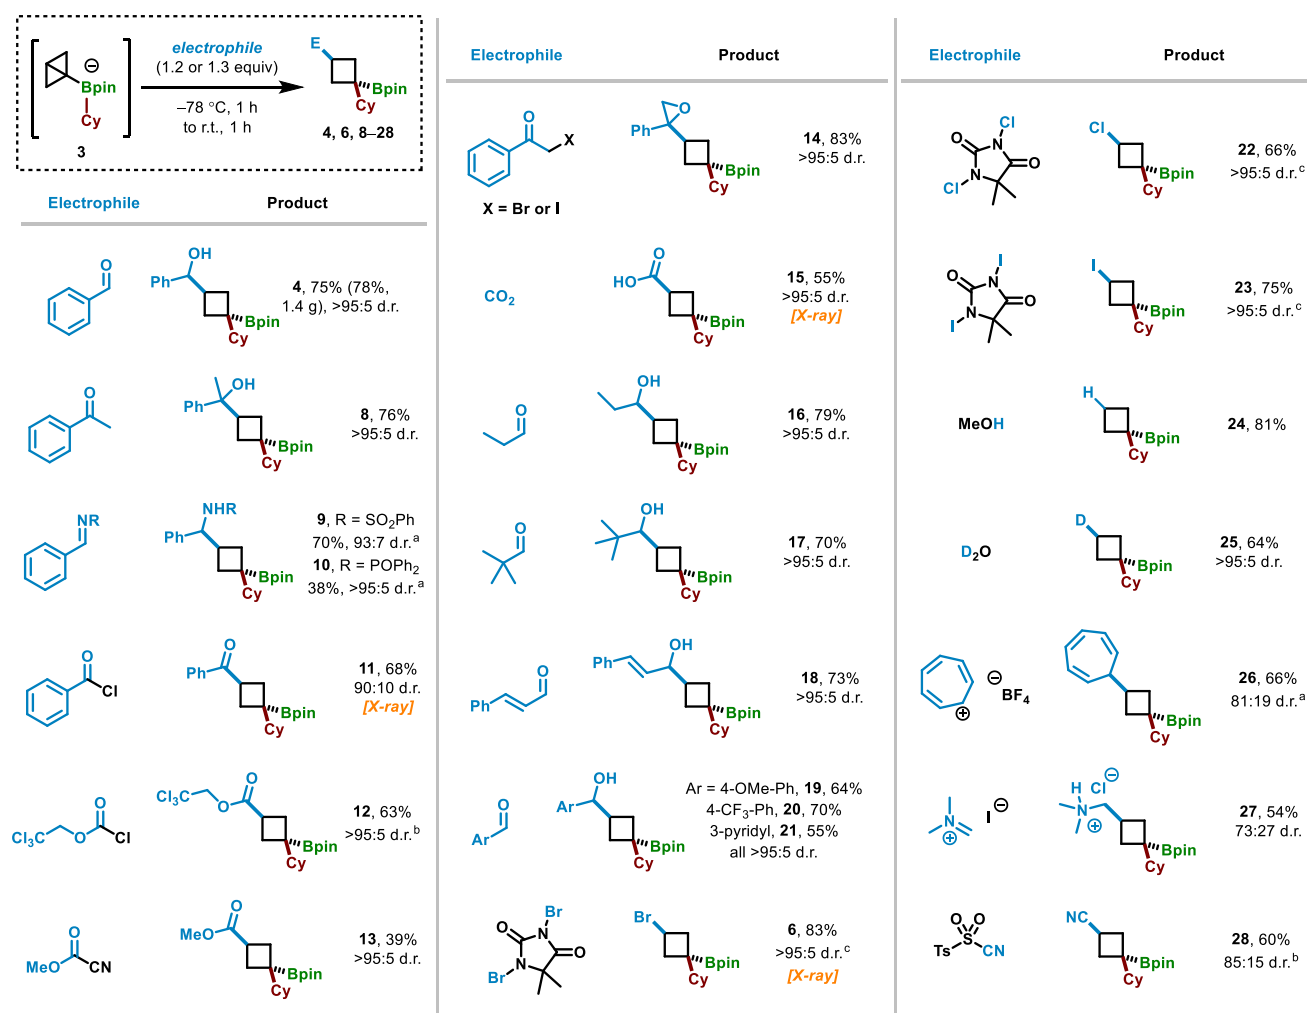 electrophile
(1.2 or 1.3 equiv)
–78 °C, 1 h
to r.t., 1 h
⊖
Bpin
Cy
3
E
Bpin
Cy
4, 6, 8–28
Electrophile
Product
O
OH
Ph
Bpin
Cy
4, 75% (78%,
1.4 g), >95:5 d.r.
O
OH
Ph
Bpin
Cy
8, 76%
>95:5 d.r.
NR
NHR
Ph
Bpin
Cy
9, R = SO2Ph
70%, 93:7 d.r.a
10, R = POPh2
38%, >95:5 d.r.a
O
Cl
O
Ph
Bpin
Cy
11, 68%
90:10 d.r.
[X-ray]
Cl3C
O
O
Cl
Cl3C
O
O
Bpin
Cy
12, 63%
>95:5 d.r.b
O
MeO
CN
O
MeO
Bpin
Cy
13, 39%
>95:5 d.r.
Electrophile
Product
O
X
X = Br or I
O
Ph
Bpin
Cy
14, 83%
>95:5 d.r.
CO2
O
HO
Bpin
Cy
15, 55%
>95:5 d.r.
[X-ray]
O
OH
Bpin
Cy
16, 79%
>95:5 d.r.
O
OH
Bpin
Cy
17, 70%
>95:5 d.r.
Ph
O
Ph
OH
Bpin
Cy
18, 73%
>95:5 d.r.
O
Ar
OH
Ar
Bpin
Cy
Ar = 4-OMe-Ph, 19, 64%
4-CF3-Ph, 20, 70%
3-pyridyl, 21, 55%
all >95:5 d.r.
Br
O
N
O
N
Br
Br
Bpin
Cy
6, 83%
>95:5 d.r.c
[X-ray]
Electrophile
Product
Cl
O
N
O
N
Cl
Cl
Bpin
Cy
22, 66%
>95:5 d.r.c
I
O
N
O
N
I
I
Bpin
Cy
23, 75%
>95:5 d.r.c
MeOH
H
Bpin
Cy
24, 81%
D2O
D
Bpin
Cy
25, 64%
>95:5 d.r.
⊕
⊖
BF4
Bpin
Cy
26, 66%
81:19 d.r.a
N
⊕
I⊖
H
N
⊕
Cl⊖
Bpin
Cy
27, 54%
73:27 d.r.
O O
Ts S CN
NC
Bpin
Cy
28, 60%
85:15 d.r.b